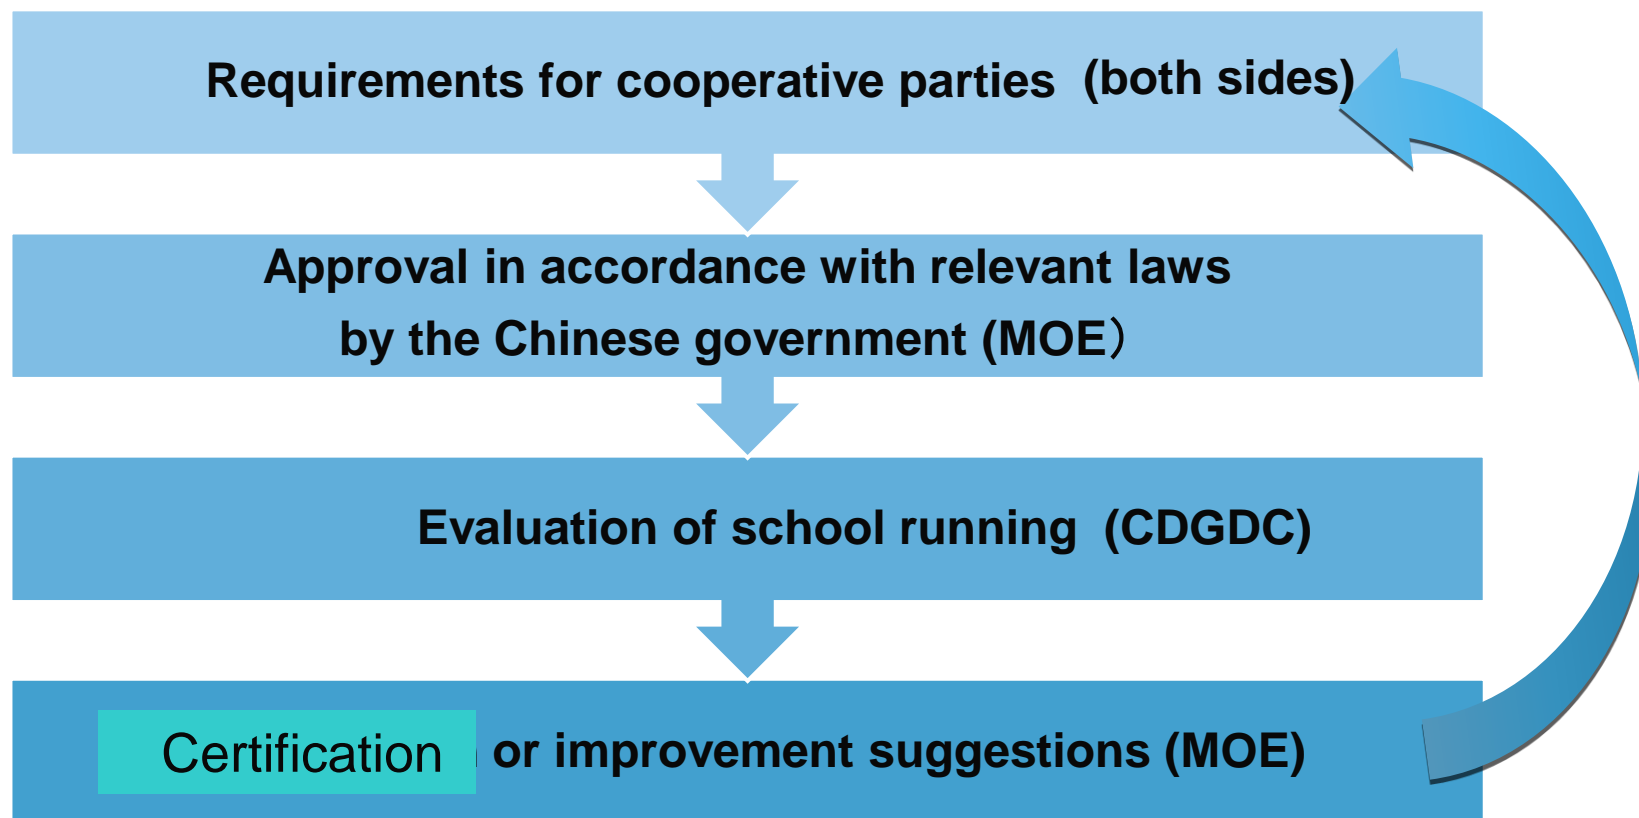 Requirements for cooperative parties (both sides)
Approval in accordance with relevant laws
by the Chinese government (MOE）
Evaluation of school running (CDGDC)
Certification or improvement suggestions (MOE)